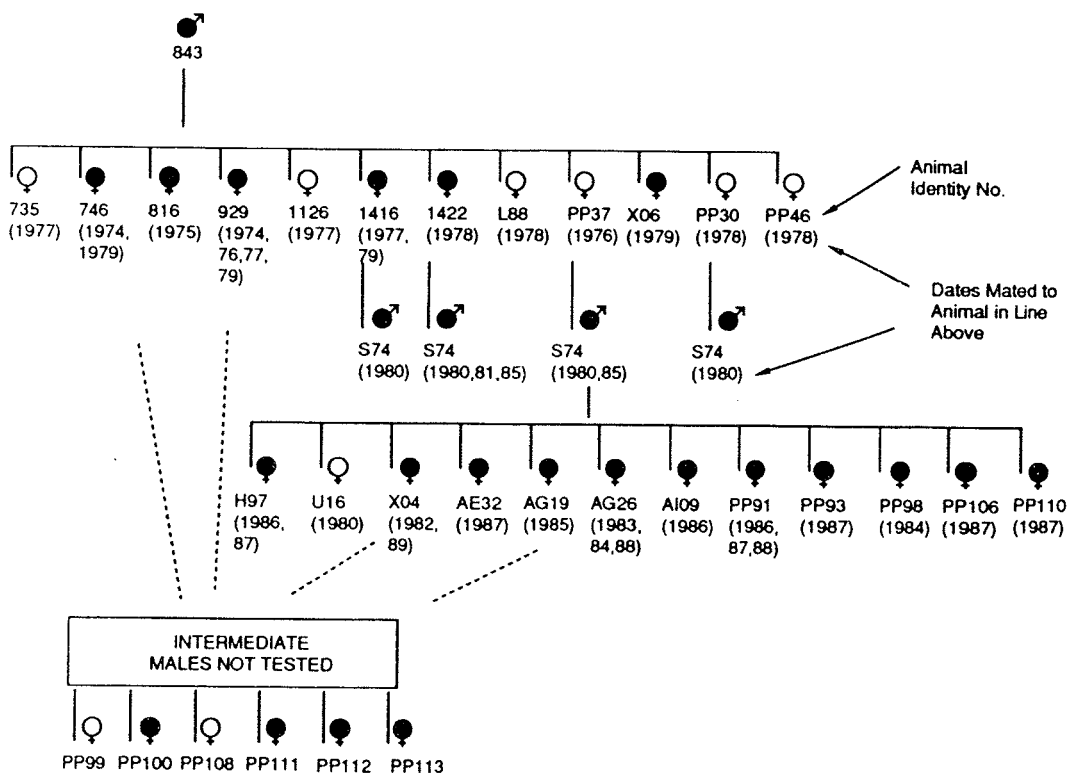 843
735 746 816 929 1126 1416 1422 L88 PP37 X06 PP30 PP46
(1977) (1974, (1975) (1974, (1977) (1977, (1978) (1978) (1976) (1979) (1978) (1978)
1979) 76,77, 79)
79)
Animal
Identity No.
Dates Mated to
Animal in Line
Above
S74 S74 S74 S74
(1980) (1980,81,85) (1980,85) (1980)
H97 U16 X04 AE32 AG19 AG26 AI09 PP91 PP93 PP98 PP106 PP110
(1986, (1980) (1982, (1987) (1985) (1983, (1986) (1986, (1987) (1984) (1987) (1987)
87) 89) 84,88) 87,88)
INTERMEDIATE
MALES NOT TESTED
PP99 PP100 PP108 PP111 PP112 PP113